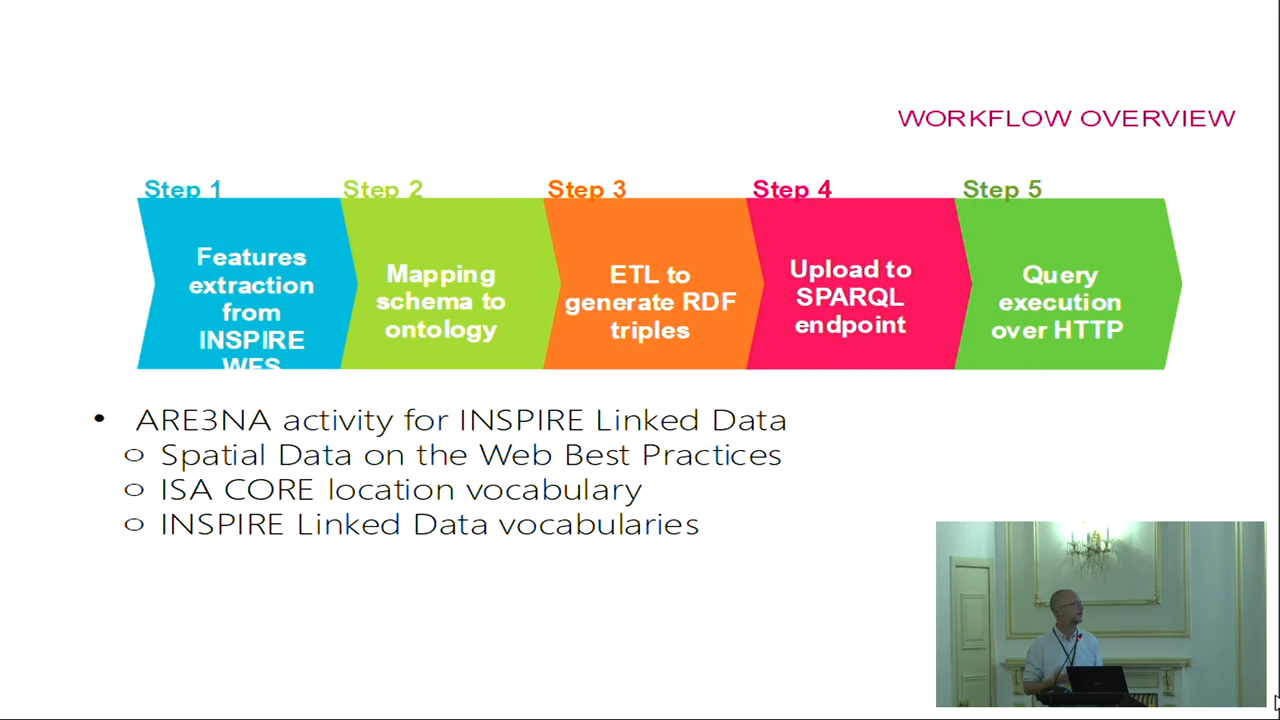 WORKFLOW OVERVIEW
Step 1
Step 2
Step 3
Step 4
Step 5
Features
extraction
from
INSPIRE
WFS
Mapping
schema to
ontology
ETL to
generate RDF
triples
Upload to
SPARQL
endpoint
Query
execution
over HTTP
• ARE3NA activity for INSPIRE Linked Data
o Spatial Data on the Web Best Practices
o ISA CORE location vocabulary
o INSPIRE Linked Data vocabularies